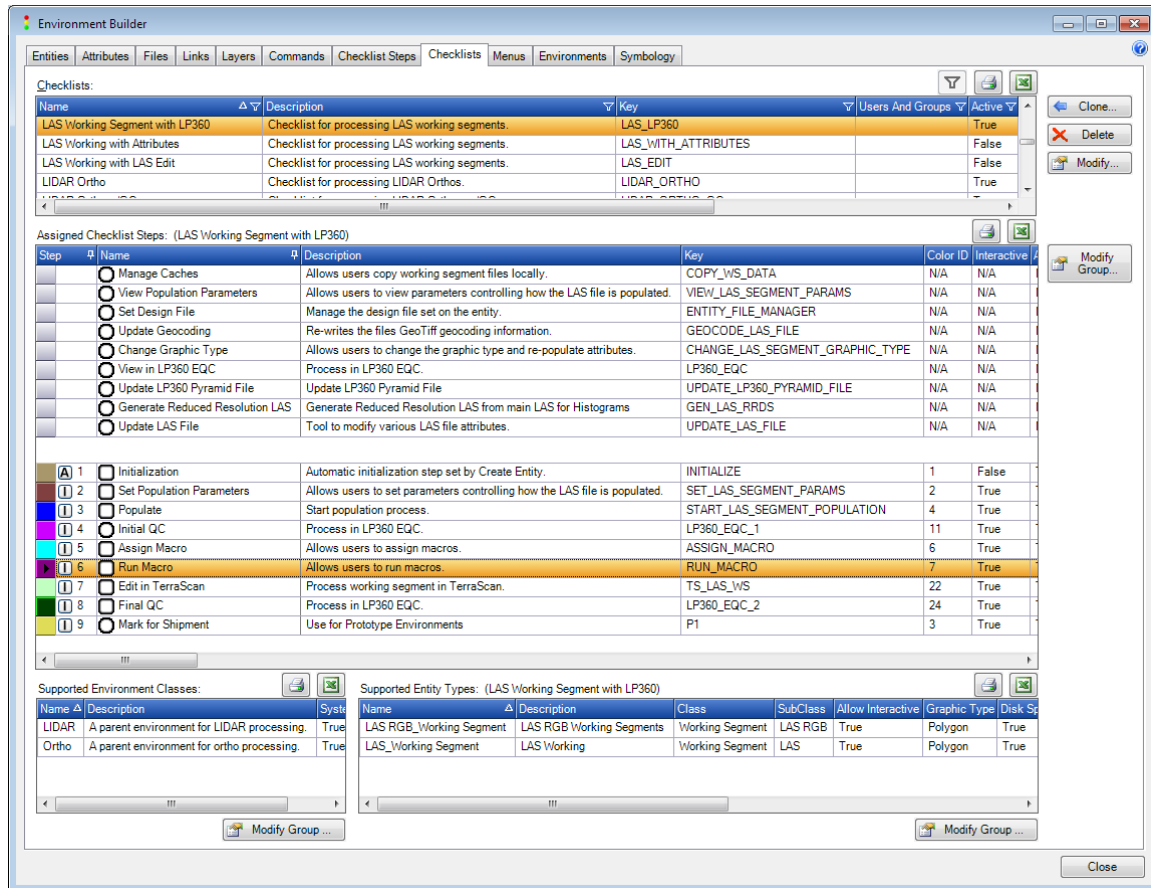 Environment Builder
Entities Attributes Files Links Layers Commands Checklist Steps Checklists Menus Environments Symbology
Checklists:
Name Description Key Users And Groups Active
LAS Working Segment with LP360 Checklist for processing LAS working segments. LAS_LP360 True
LAS Working with Attributes Checklist for processing LAS working segments. LAS_WITH_ATTRIBUTES False
LAS Working with LAS Edit Checklist for processing LAS working segments. LAS_EDIT False
LIDAR Ortho Checklist for processing LIDAR Orthos. LIDAR_ORTHO True
Clone...
Delete
Modify...
Assigned Checklist Steps: (LAS Working Segment with LP360)
Step Name Description Key Color ID Interactive
Manage Caches Allows users copy working segment files locally. COPY_WS_DATA N/A N/A
View Population Parameters Allows users to view parameters controlling how the LAS file is populated. VIEW_LAS_SEGMENT_PARAMS N/A N/A
Set Design File Manage the design file set on the entity. ENTITY_FILE_MANAGER N/A N/A
Update Geocoding Re-writes the files GeoTiff geocoding information. GEOCODE_LAS_FILE N/A N/A
Change Graphic Type Allows users to change the graphic type and re-populate attributes. CHANGE_LAS_SEGMENT_GRAPHIC_TYPE N/A N/A
View in LP360 EQC Process in LP360 EQC. LP360_EQC N/A N/A
Update LP360 Pyramid File Update LP360 Pyramid File UPDATE_LP360_PYRAMID_FILE N/A N/A
Generate Reduced Resolution LAS Generate Reduced Resolution LAS from main LAS for Histograms GEN_LAS_RRDS N/A N/A
Update LAS File Tool to modify various LAS file attributes. UPDATE_LAS_FILE N/A N/A
A 1 Initialization Automatic initialization step set by Create Entity. INITIALIZE 1 False
I 2 Set Population Parameters Allows users to set parameters controlling how the LAS file is populated. SET_LAS_SEGMENT_PARAMS 2 True
I 3 Populate Start population process. START_LAS_SEGMENT_POPULATION 4 True
I 4 Initial QC Process in LP360 EQC. LP360_EQC_1 11 True
I 5 Assign Macro Allows users to assign macros. ASSIGN_MACRO 6 True
I 6 Run Macro Allows users to run macros. RUN_MACRO 7 True
I 7 Edit in TerraScan Process working segment in TerraScan. TS_LAS_WS 22 True
I 8 Final QC Process in LP360 EQC. LP360_EQC_2 24 True
I 9 Mark for Shipment Use for Prototype Environments P1 3 True
Modify
Group...
Supported Environment Classes:
Name Description Syste
LIDAR A parent environment for LIDAR processing. True
Ortho A parent environment for ortho processing. True
Modify Group ...
Supported Entity Types: (LAS Working Segment with LP360)
Name Description Class SubClass Allow Interactive Graphic Type Disk Sp
LAS RGB_Working Segment LAS RGB Working Segments Working Segment LAS RGB True Polygon True
LAS_Working Segment LAS Working Working Segment LAS True Polygon True
Modify Group ...
Close